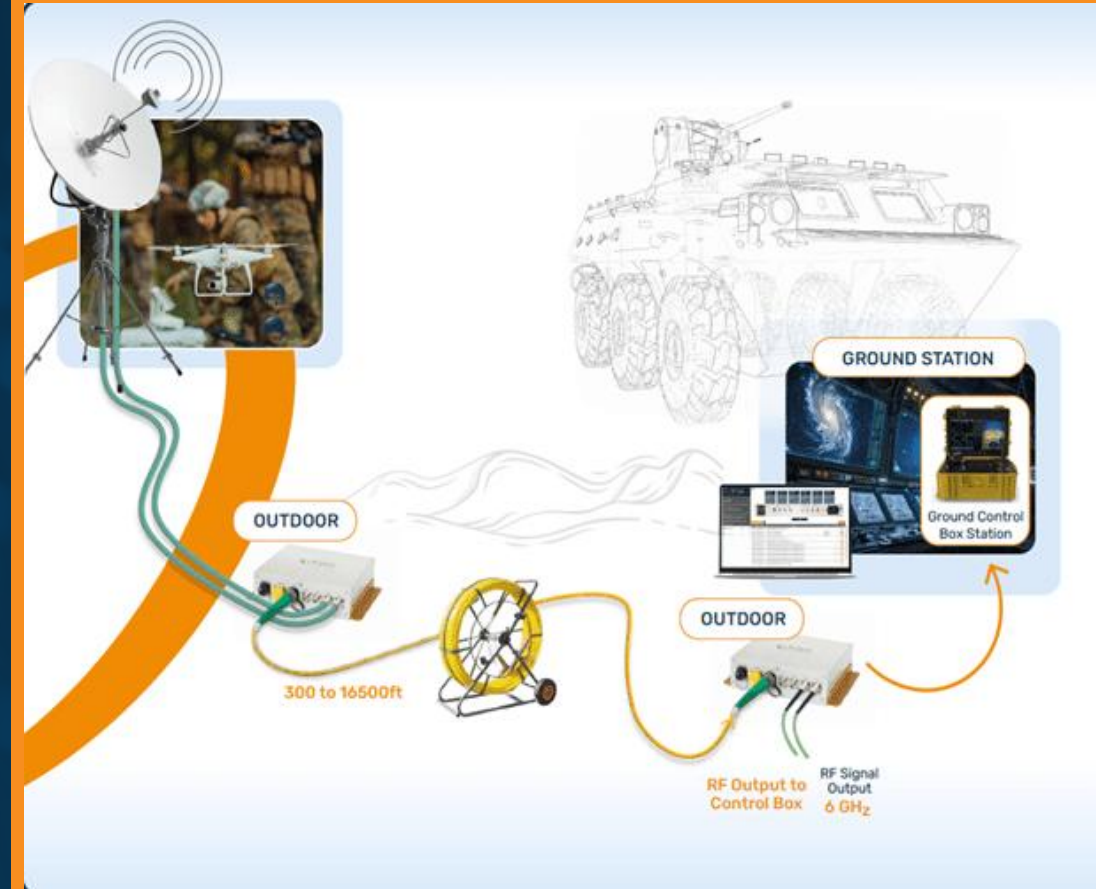 GROUND STATION
Ground Control
Box Station
OUTDOOR
OUTDOOR
300 to 16500ft
RF Output to
Control Box
RF Signal
Output
6 GHz